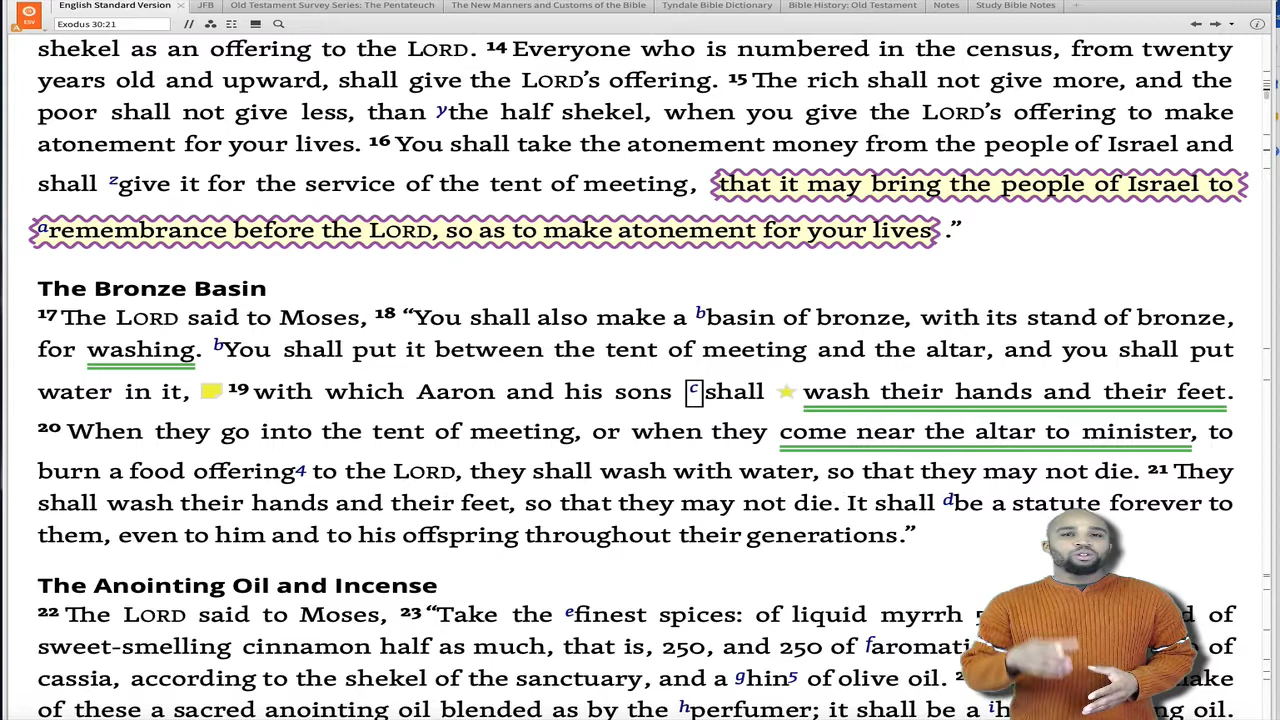 English Standard Version JFB Old Testament Survey Series: The Pentateuch The New Manners and Customs of the Bible Tyndale Bible Dictionary Bible History: Old Testament Notes Study Bible Notes
ESV Exodus 30:21
shekel as an offering to the LORD. 14 Everyone who is numbered in the census, from twenty
years old and upward, shall give the LORD’s offering. 15 The rich shall not give more, and the
poor shall not give less, than y the half shekel, when you give the LORD’s offering to make
atonement for your lives. 16 You shall take the atonement money from the people of Israel and
shall z give it for the service of the tent of meeting, that it may bring the people of Israel to
a remembrance before the LORD, so as to make atonement for your lives.”
The Bronze Basin
17 The LORD said to Moses, 18 “You shall also make a b basin of bronze, with its stand of bronze,
for washing. b You shall put it between the tent of meeting and the altar, and you shall put
water in it, 19 with which Aaron and his sons c shall wash their hands and their feet.
20 When they go into the tent of meeting, or when they come near the altar to minister, to
burn a food offering4 to the LORD, they shall wash with water, so that they may not die. 21 They
shall wash their hands and their feet, so that they may not die. It shall d be a statute forever to
them, even to him and to his offspring throughout their generations.”
The Anointing Oil and Incense
22 The LORD said to Moses, 23 “Take the e finest spices: of liquid myrrh of
sweet-smelling cinnamon half as much, that is, 250, and 250 of of
cassia, according to the shekel of the sanctuary, and a g hin5 of olive oil.
of these a sacred anointing oil blended as by the h perfumer; it shall be a oil.